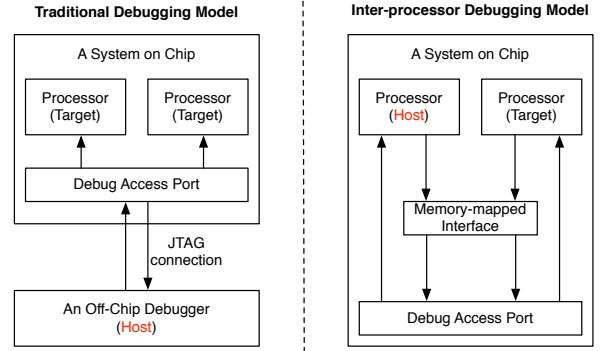 Traditional Debugging Model
A System on Chip
Processor
(Target)
Processor
(Target)
Debug Access Port
JTAG
connection
An Off-Chip Debugger
(Host)
Inter-processor Debugging Model
A System on Chip
Processor
(Host)
Processor
(Target)
Memory-mapped
Interface
Debug Access Port